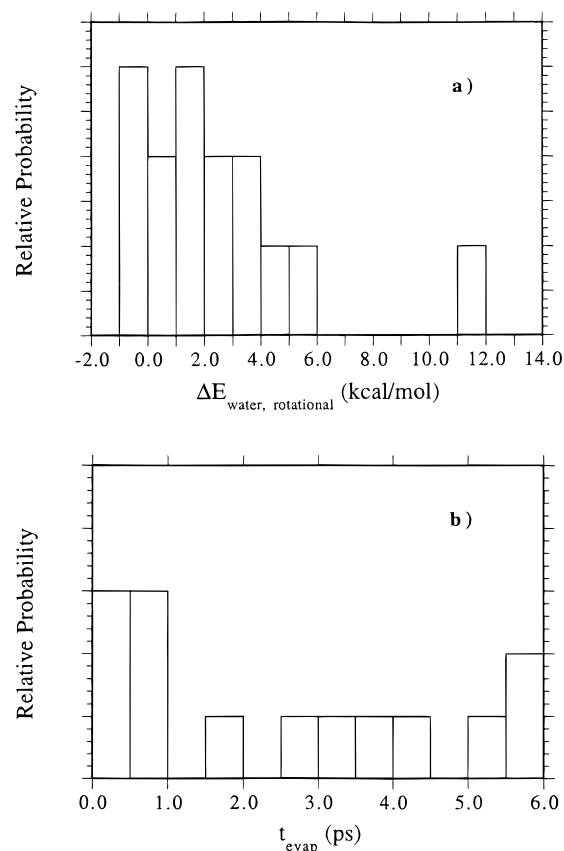 Relative Probability
a)
-2.0 0.0 2.0 4.0 6.0 8.0 10.0 12.0 14.0
ΔE water, rotational (kcal/mol)
Relative Probability
b)
0.0 1.0 2.0 3.0 4.0 5.0 6.0
t evap (ps)